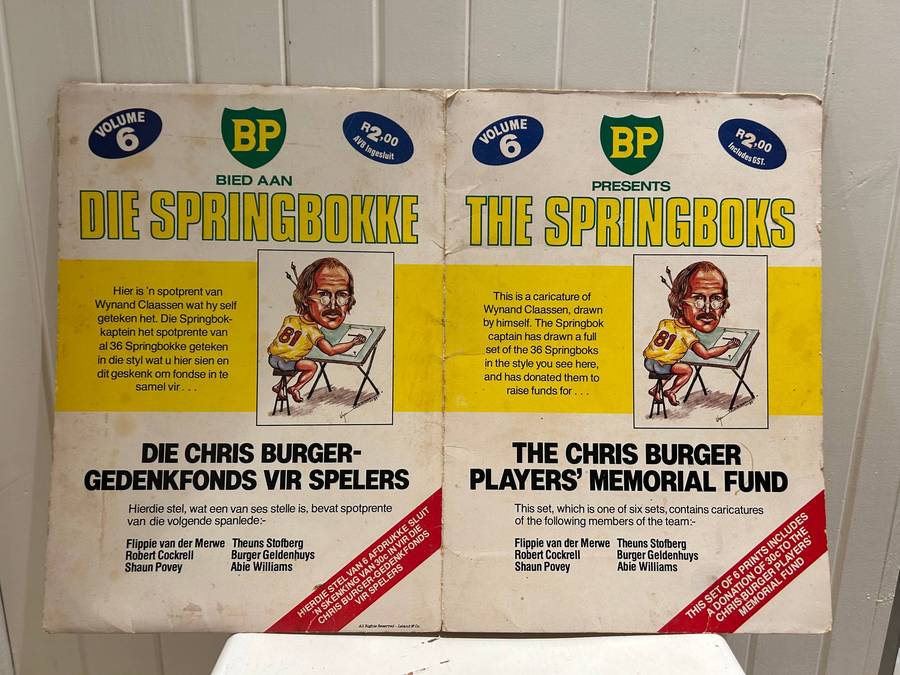 VOLUME
6
BP
R2,00
AVB Ingesluit
BIED AAN
DIE SPRINGBOKKE
Hier is 'n spotprent van
Wynand Claassen wat hy self
geteken het. Die Springbok-
kaptein het spotprente van
al 36 Springbokke geteken
in die styl wat u hier sien en
dit geskenk om fondse in te
samel vir . . .
81
DIE CHRIS BURGER-
GEDENKFONDS VIR SPELERS
Hierdie stel, wat een van ses stelle is, bevat spotprente
van die volgende spanlede:-
Flippie van der Merwe Theuns Stofberg
Robert Cockrell Burger Geldenhuys
Shaun Povey Abie Williams
HIERDIE STEL VAN 6 AFDRUKKE SLUIT
'N SKENKING VAN 30c IN VIR DIE
CHRIS BURGER-GEDENKFONDS
VIR SPELERS
All Rights Reserved - Leland & Co.
VOLUME
6
BP
R2,00
Includes GST.
PRESENTS
THE SPRINGBOKS
This is a caricature of
Wynand Claassen, drawn
by himself. The Springbok
captain has drawn a full
set of the 36 Springboks
in the style you see here,
and has donated them to
raise funds for . . .
81
THE CHRIS BURGER
PLAYERS' MEMORIAL FUND
This set, which is one of six sets, contains caricatures
of the following members of the team:-
Flippie van der Merwe Theuns Stofberg
Robert Cockrell Burger Geldenhuys
Shaun Povey Abie Williams
THIS SET OF 6 PRINTS INCLUDES
A DONATION OF 30c TO THE
CHRIS BURGER PLAYERS
MEMORIAL FUND